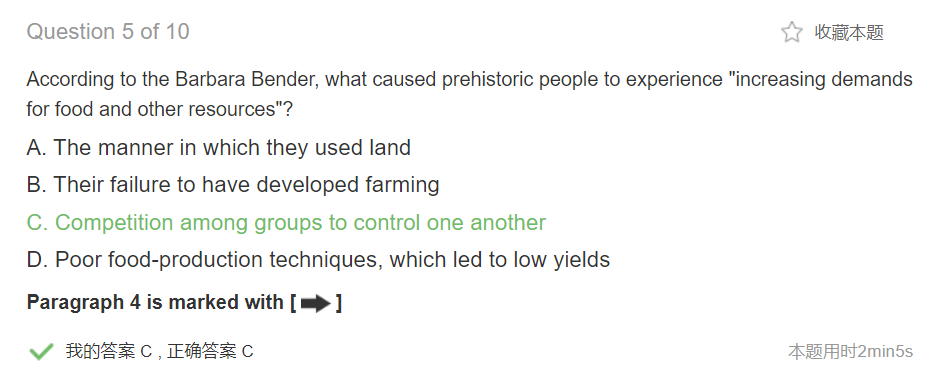 Question 5 of 10
收藏本题
According to the Barbara Bender, what caused prehistoric people to experience "increasing demands
for food and other resources"?
A. The manner in which they used land
B. Their failure to have developed farming
C. Competition among groups to control one another
D. Poor food-production techniques, which led to low yields
Paragraph 4 is marked with [➡]
我的答案 C , 正确答案 C
本题用时2min5s